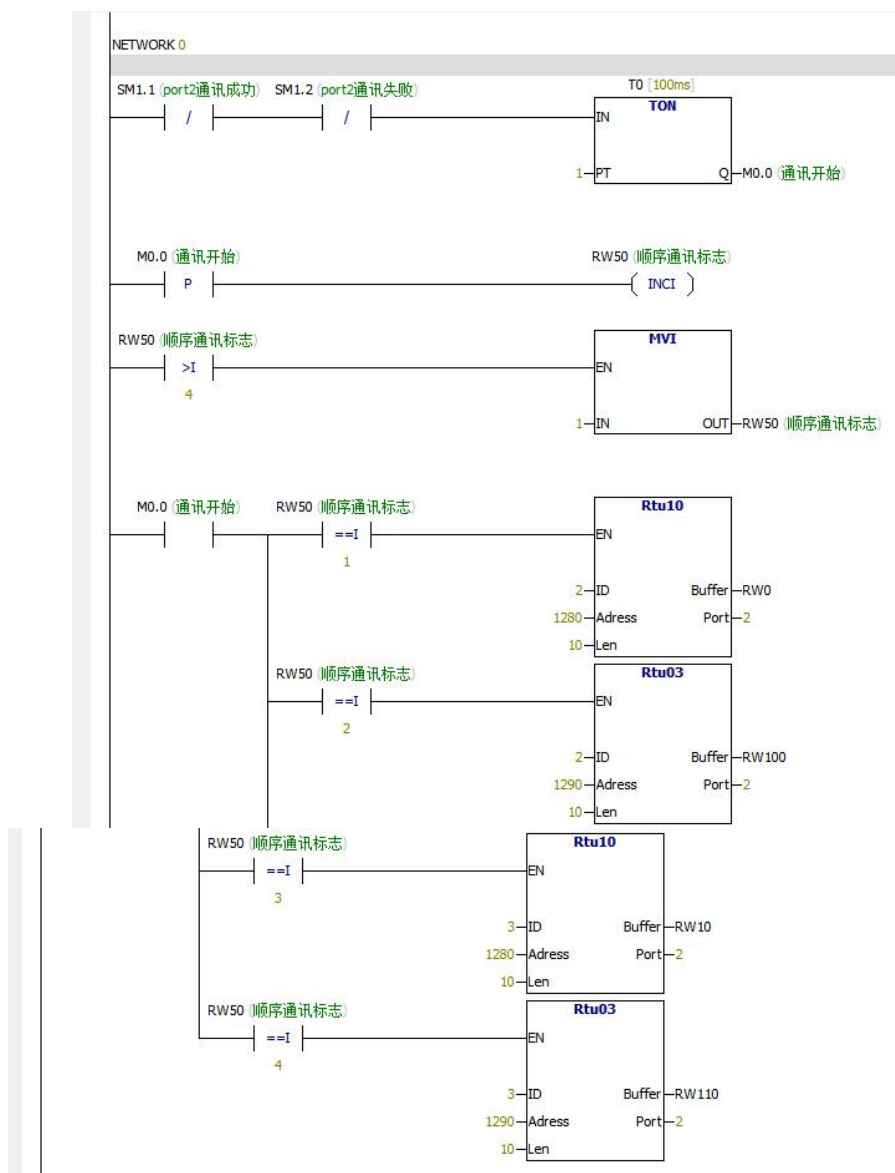 NETWORK 0
SM1.1 (port2通讯成功) SM1.2 (port2通讯失败) T0 [100ms]
/ / IN TON
1 PT Q M0.0 (通讯开始)
M0.0 (通讯开始) RW50 (顺序通讯标志)
P ( INCI )
RW50 (顺序通讯标志) MVI
>I EN
4
1 IN OUT RW50 (顺序通讯标志)
M0.0 (通讯开始) RW50 (顺序通讯标志) Rtu10
==I EN
1
2 ID Buffer RW0
1280 Adress Port 2
10 Len
RW50 (顺序通讯标志) Rtu03
==I EN
2
2 ID Buffer RW100
1290 Adress Port 2
10 Len
RW50 (顺序通讯标志) Rtu10
==I EN
3
3 ID Buffer RW10
1280 Adress Port 2
10 Len
RW50 (顺序通讯标志) Rtu03
==I EN
4
3 ID Buffer RW110
1290 Adress Port 2
10 Len